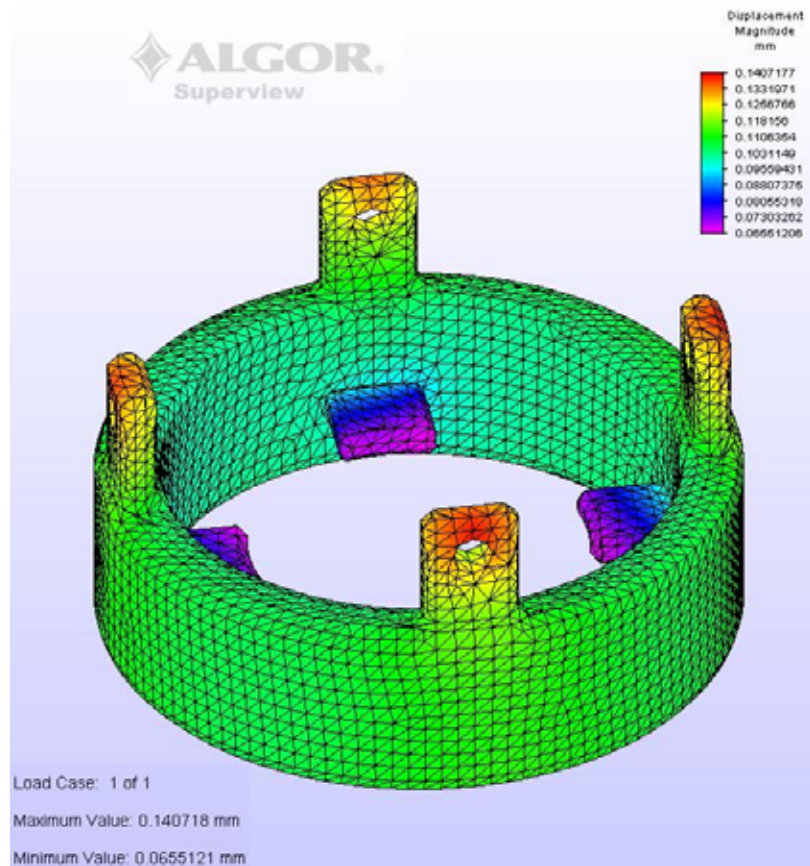 Displacement
Magnitude
mm
ALGOR®
Superview
0.1407177
0.1331971
0.1256766
0.118156
0.1106354
0.1031149
0.09559431
0.08807376
0.08055319
0.07303262
0.06551206
Load Case: 1 of 1
Maximum Value: 0.140718 mm
Minimum Value: 0.0655121 mm